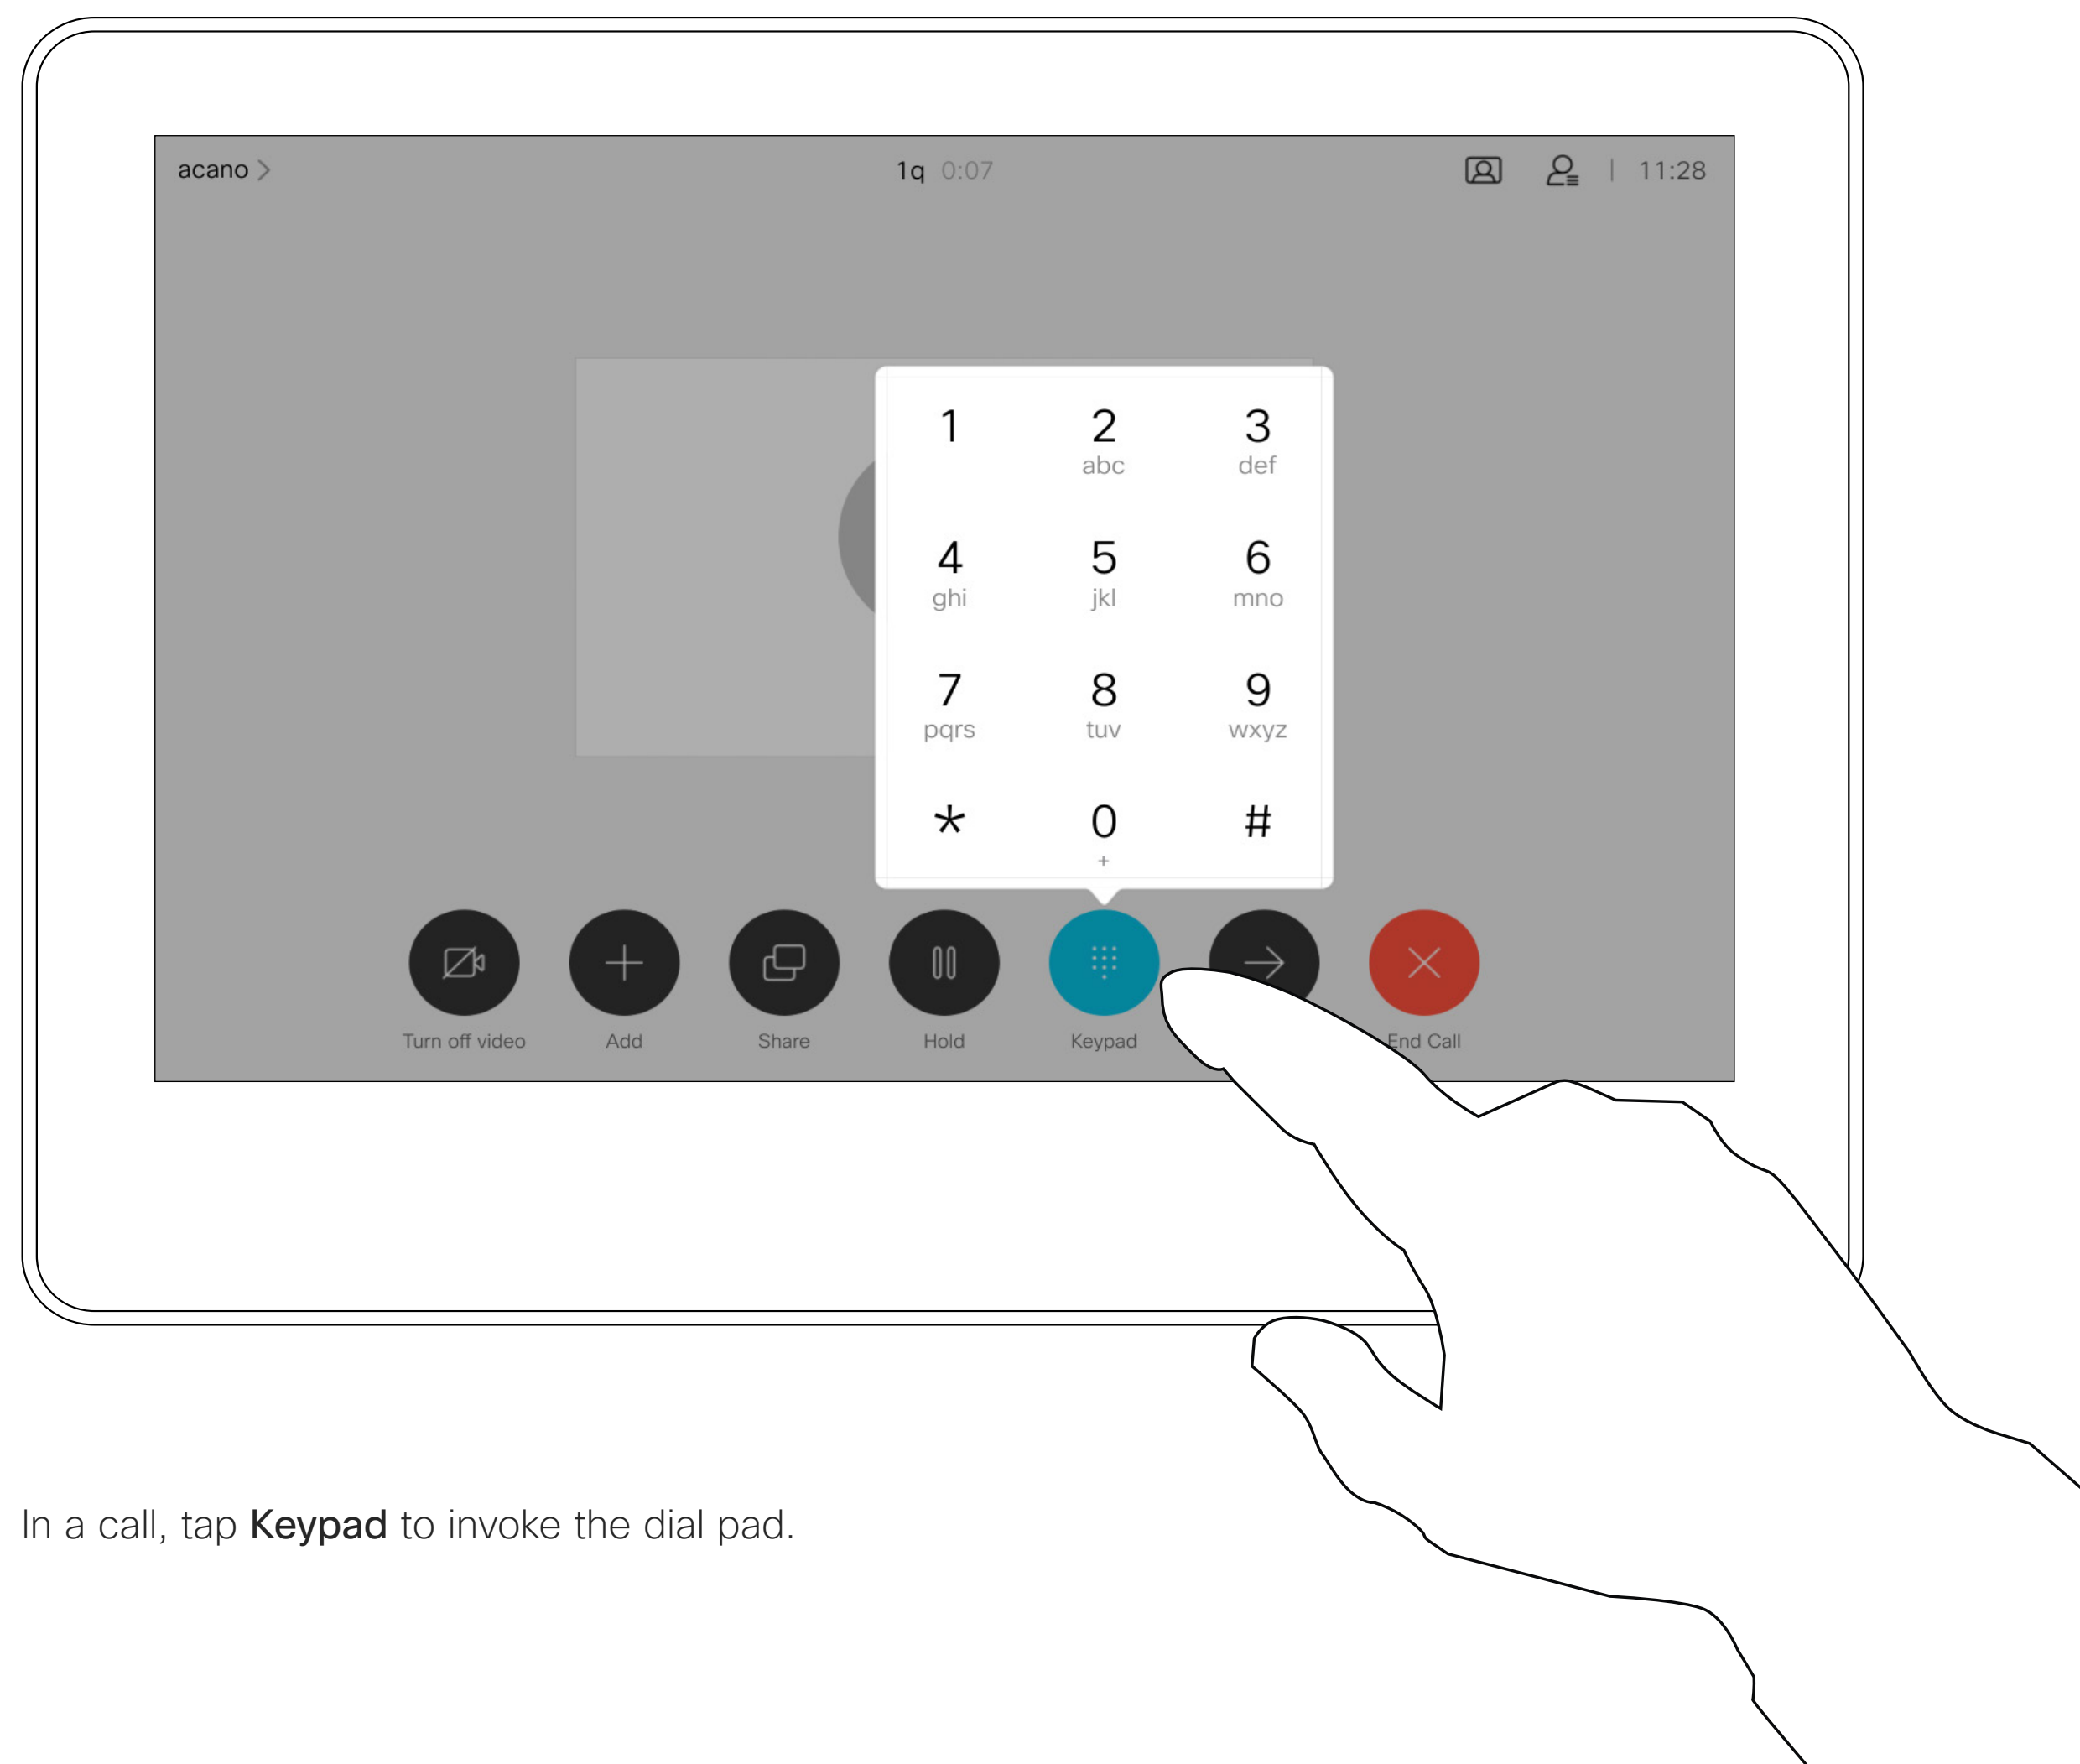 acano
1q 0:07
11:28
1 2 3
abc def
4 5 6
ghi jkl mno
7 8 9
pqrs tuv wxyz
* 0 #
+
Turn off video Add Share Hold Keypad End Call
In a call, tap Keypad to invoke the dial pad.